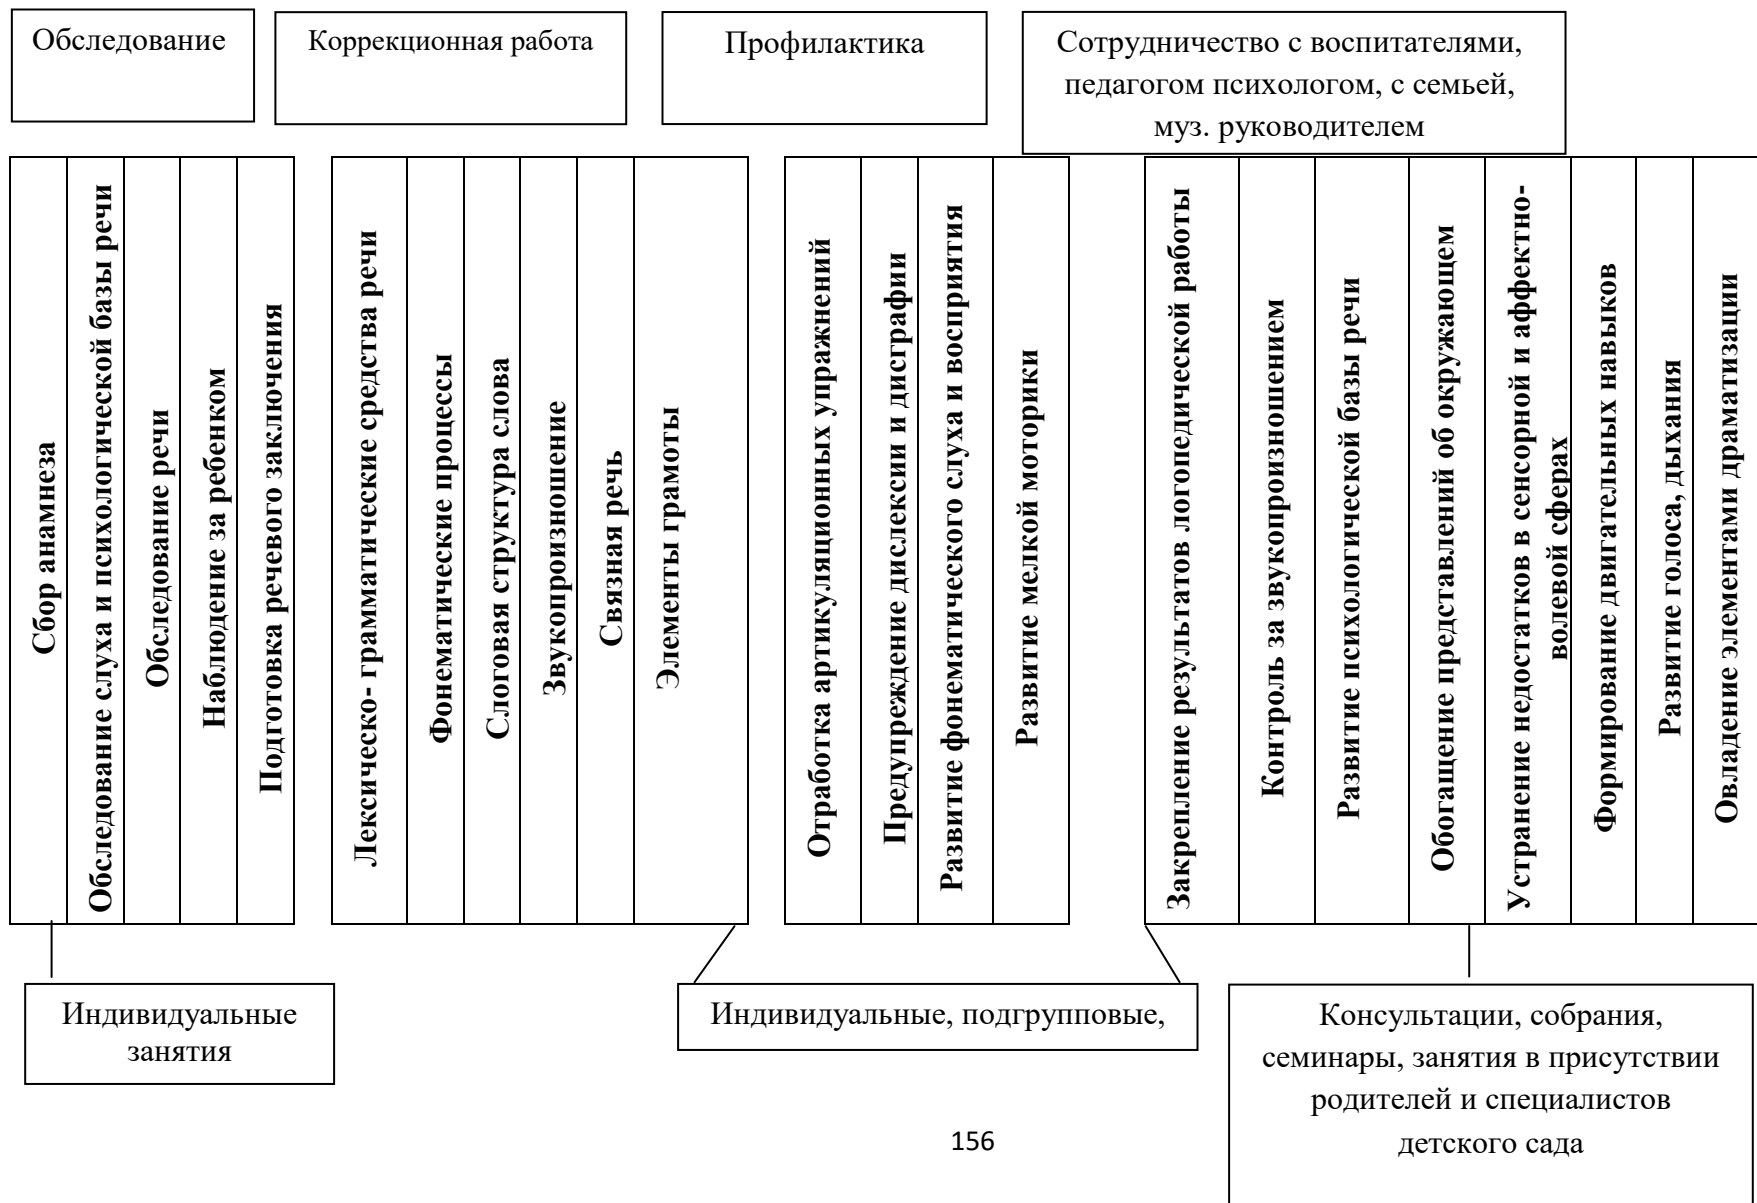 Обследование
Коррекционная работа
Профилактика
Сотрудничество с воспитателями,
педагогом психологом, с семьей,
муз. руководителем
Сбор анамнеза
Обследование слуха и психологической базы речи
Обследование речи
Наблюдение за ребенком
Подготовка речевого заключения
Лексическо- грамматические средства речи
Фонематические процессы
Слоговая структура слова
Звукопроизношение
Связная речь
Элементы грамоты
Отработка артикуляционных упражнений
Предупреждение дислексии и дисграфии
Развитие фонематического слуха и восприятия
Развитие мелкой моторики
Закрепление результатов логопедической работы
Контроль за звукопроизношением
Развитие психологической базы речи
Обогащение представлений об окружающем
Устранение недостатков в сенсорной и аффектно-
волевой сферах
Формирование двигательных навыков
Развитие голоса, дыхания
Овладение элементами драматизации
Индивидуальные
занятия
Индивидуальные, подгрупповые,
Консультации, собрания,
семинары, занятия в присутствии
родителей и специалистов
детского сада
156